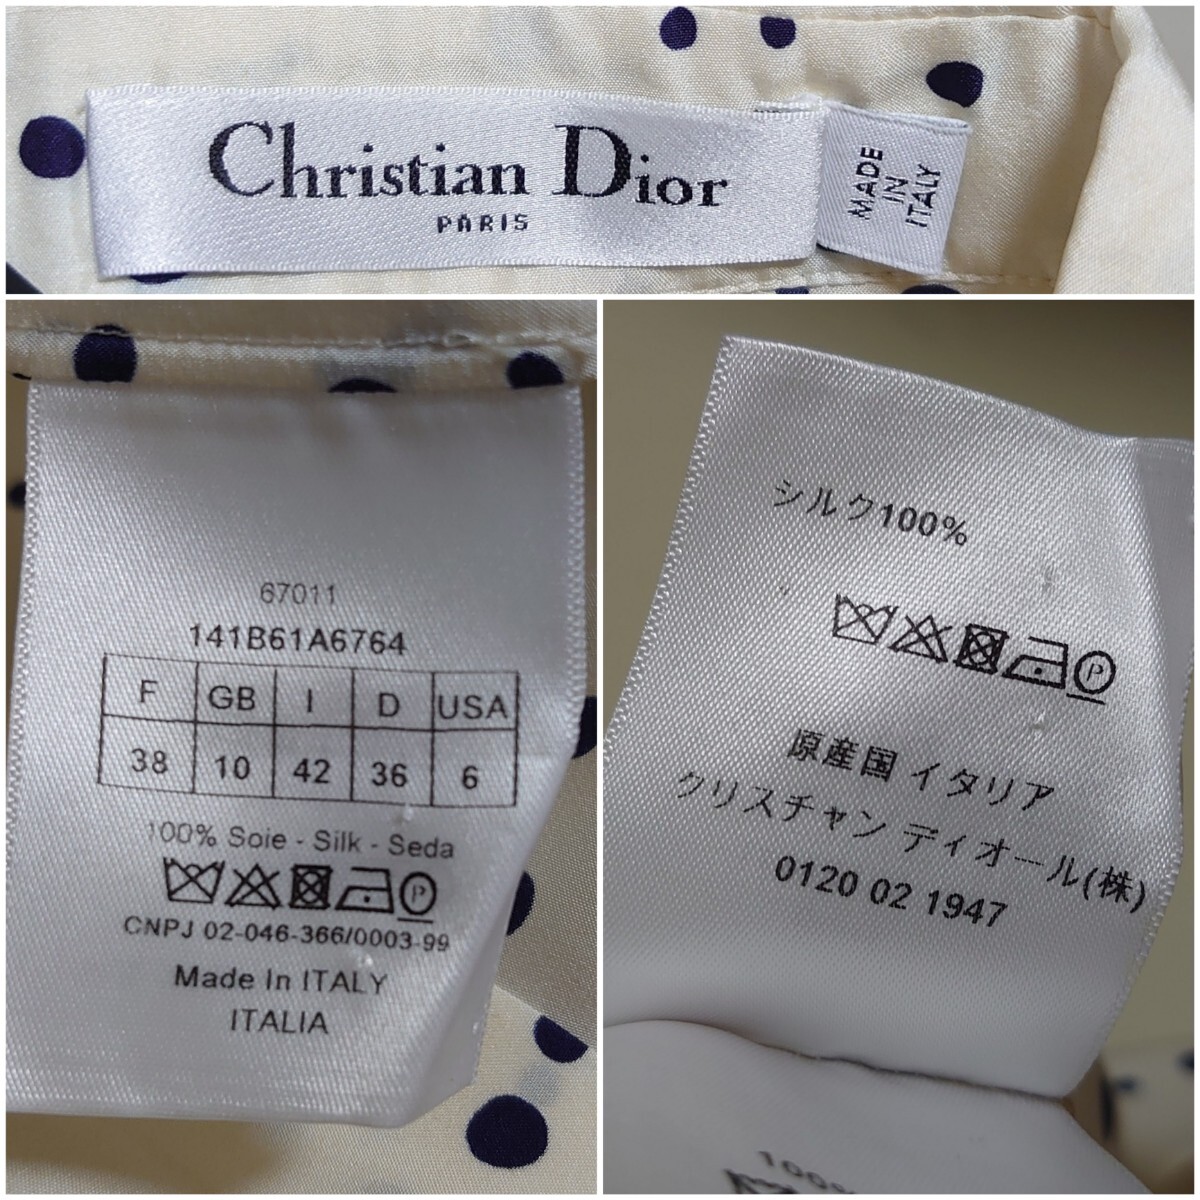 Christian Dior
PARIS
MADE
IN
ITALY
67011
141B61A6764
F GB I D USA
38 10 42 36 6
100% Soie - Silk - Seda
P
CNPJ 02-046-366/0003-99
Made In ITALY
ITALIA
シルク100%
P
原産国 イタリア
クリスチャン ディオール(株)
0120 02 1947
100%